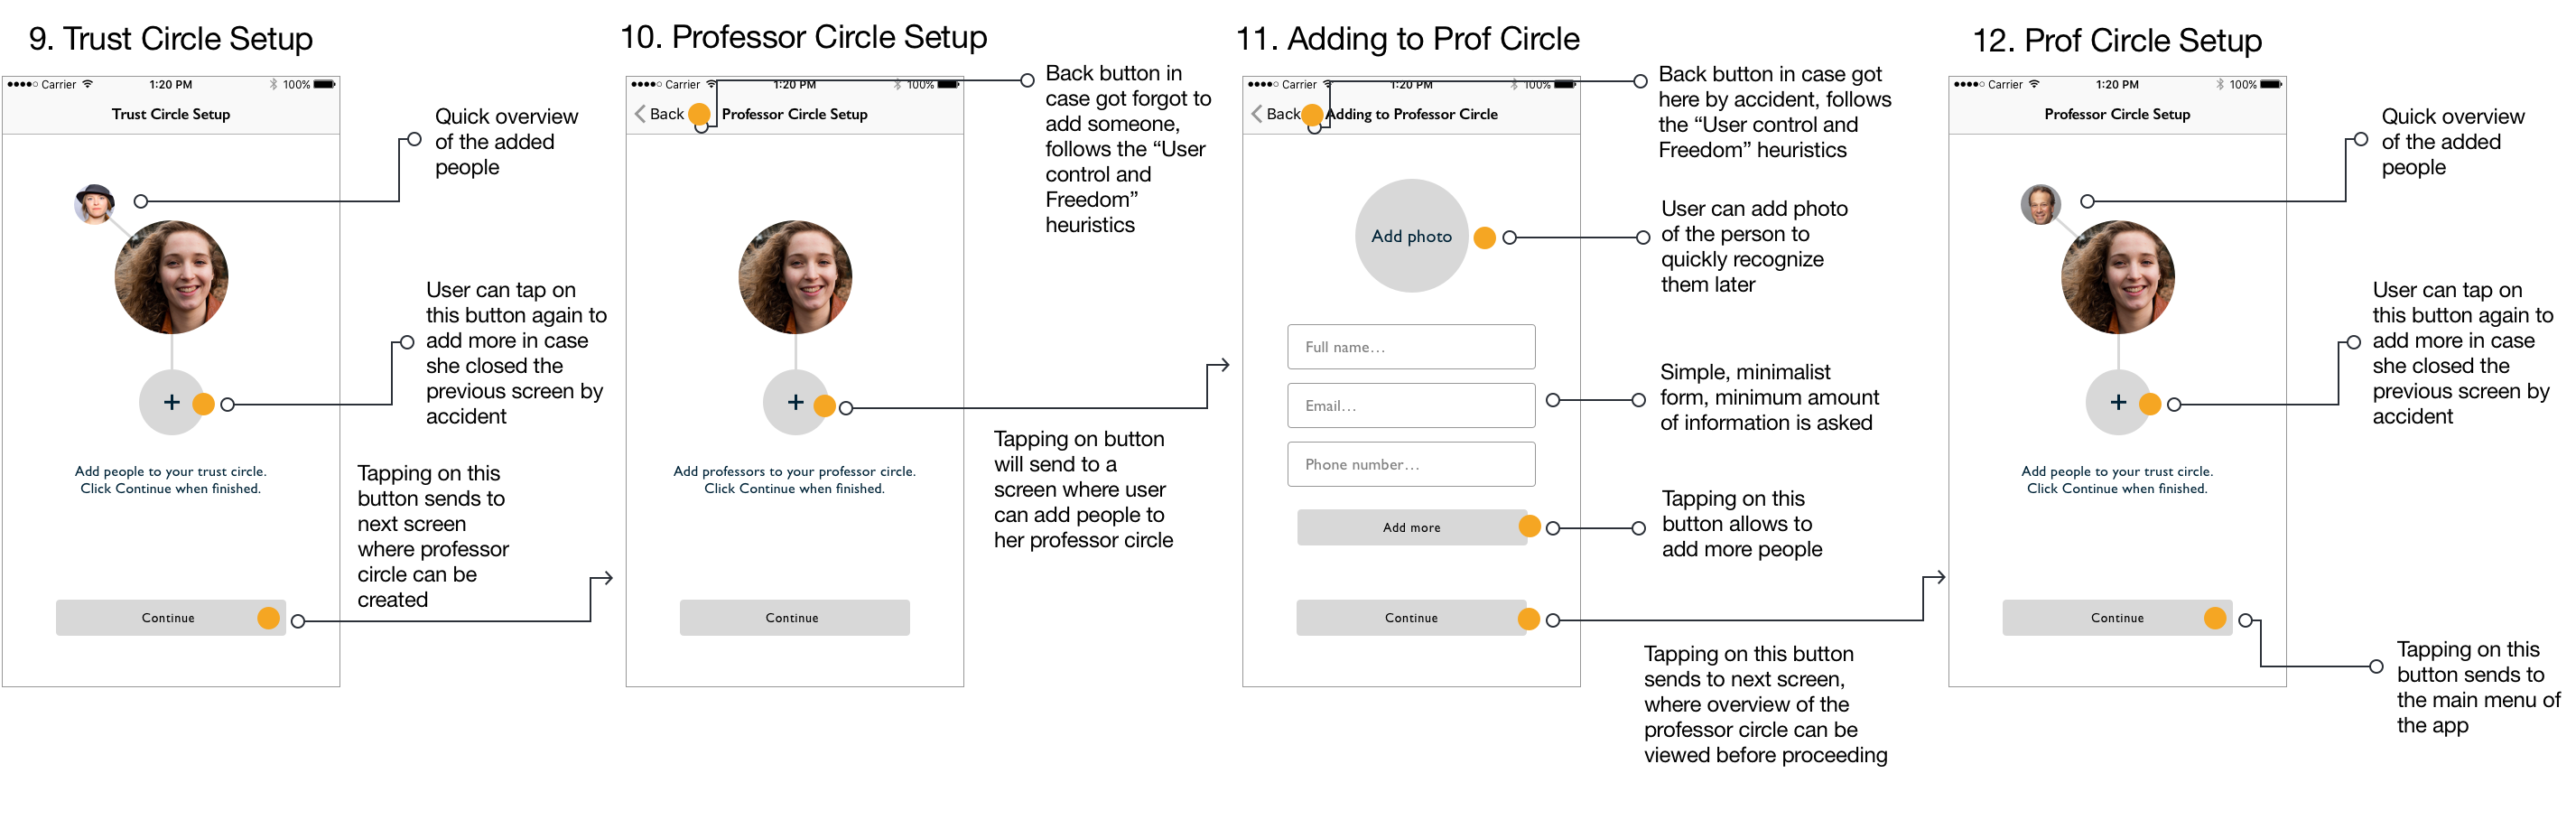 9. Trust Circle Setup
Carrier 1:20 PM 100%
Trust Circle Setup
Quick overview
of the added
people
User can tap on
this button again to
add more in case
she closed the
previous screen by
accident
+
Add people to your trust circle.
Click Continue when finished.
Tapping on this
button sends to
next screen
where professor
circle can be
created
Continue
10. Professor Circle Setup
Carrier 1:20 PM 100%
Back Professor Circle Setup
Back button in
case got forgot to
add someone,
follows the “User
control and
Freedom”
heuristics
+
Tapping on button
will send to a
screen where user
can add people to
her professor circle
Add professors to your professor circle.
Click Continue when finished.
Continue
11. Adding to Prof Circle
Carrier 1:20 PM 100%
Back Adding to Professor Circle
Back button in case got
here by accident, follows
the “User control and
Freedom” heuristics
Add photo
User can add photo
of the person to
quickly recognize
them later
Full name...
Email...
Phone number...
Simple, minimalist
form, minimum amount
of information is asked
Add more
Tapping on this
button allows to
add more people
Continue
Tapping on this button
sends to next screen,
where overview of the
professor circle can be
viewed before proceeding
12. Prof Circle Setup
Carrier 1:20 PM 100%
Professor Circle Setup
Quick overview
of the added
people
User can tap on
this button again to
add more in case
she closed the
previous screen by
accident
+
Add people to your trust circle.
Click Continue when finished.
Continue
Tapping on this
button sends to
the main menu of
the app